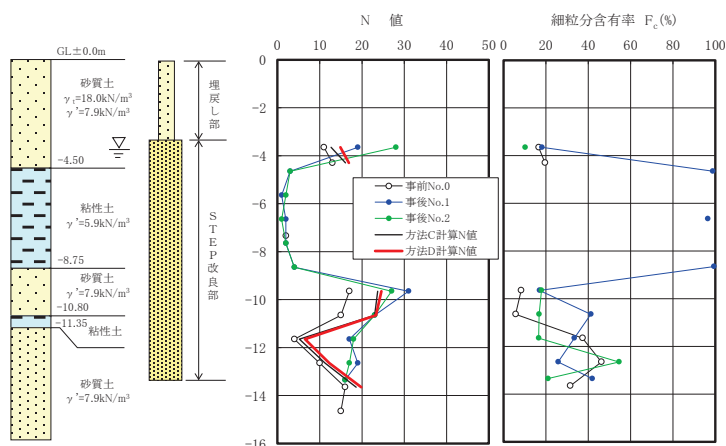 GL±0.0m
砂質土
γt=18.0kN/m³
γ'=7.9kN/m³
-4.50
粘性土
γ'=5.9kN/m³
-8.75
砂質土
γ'=7.9kN/m³
-10.80
-11.35
粘性土
砂質土
γ'=7.9kN/m³
埋戻し部
STEP改良部
N 値
0 10 20 30 40 50
0
-2
-4
-6
-8
-10
-12
-14
-16
事前No.0
事後No.1
事後No.2
方法C計算N値
方法D計算N値
細粒分含有率 Fc(%)
0 20 40 60 80 100